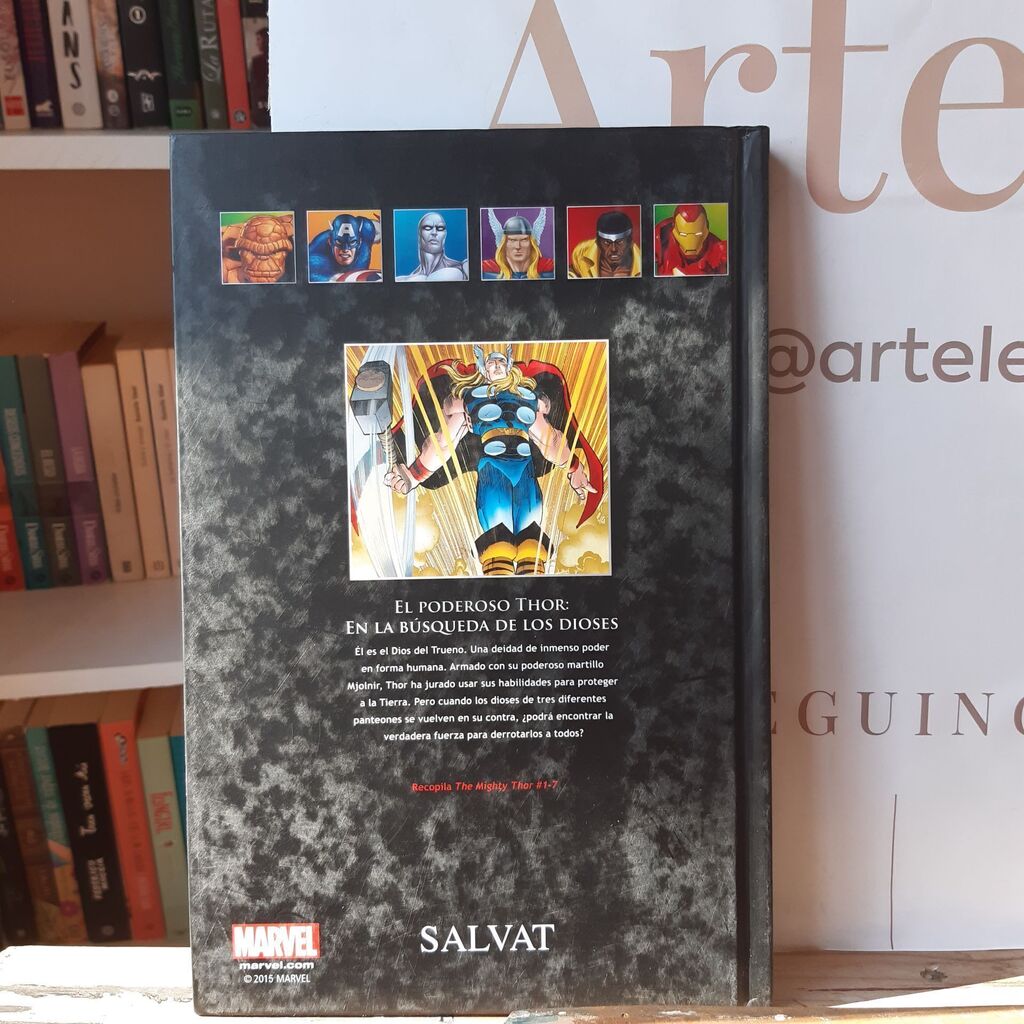 ANS
La RUTA
Arte
@artele
EGUINO
EL PODEROSO THOR:
EN LA BÚSQUEDA DE LOS DIOSES
Él es el Dios del Trueno. Una deidad de inmenso poder
en forma humana. Armado con su poderoso martillo
Mjolnir, Thor ha jurado usar sus habilidades para proteger
a la Tierra. Pero cuando los dioses de tres diferentes
panteones se vuelven en su contra, ¿podrá encontrar la
verdadera fuerza para derrotarlos a todos?
Recopila The Mighty Thor #1-7
MARVEL
marvel.com
© 2015 MARVEL
SALVAT